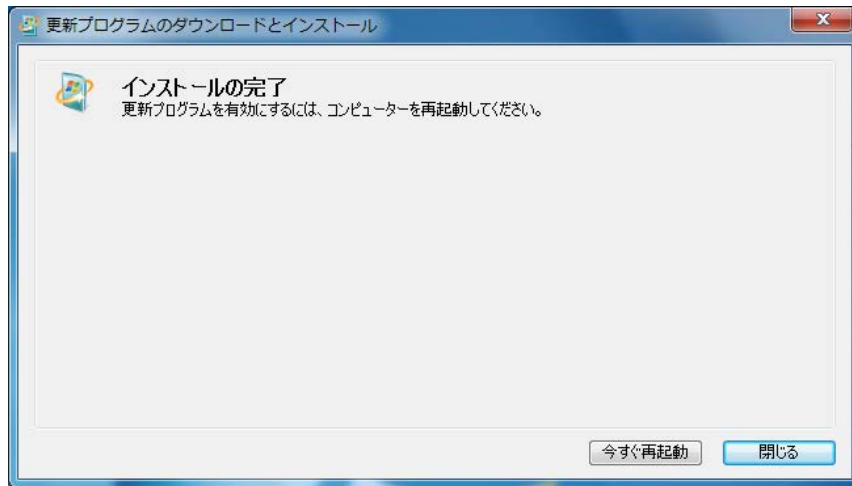 更新プログラムのダウンロードとインストール
インストールの完了
更新プログラムを有効にするには、コンピューターを再起動してください。
今すぐ再起動
閉じる